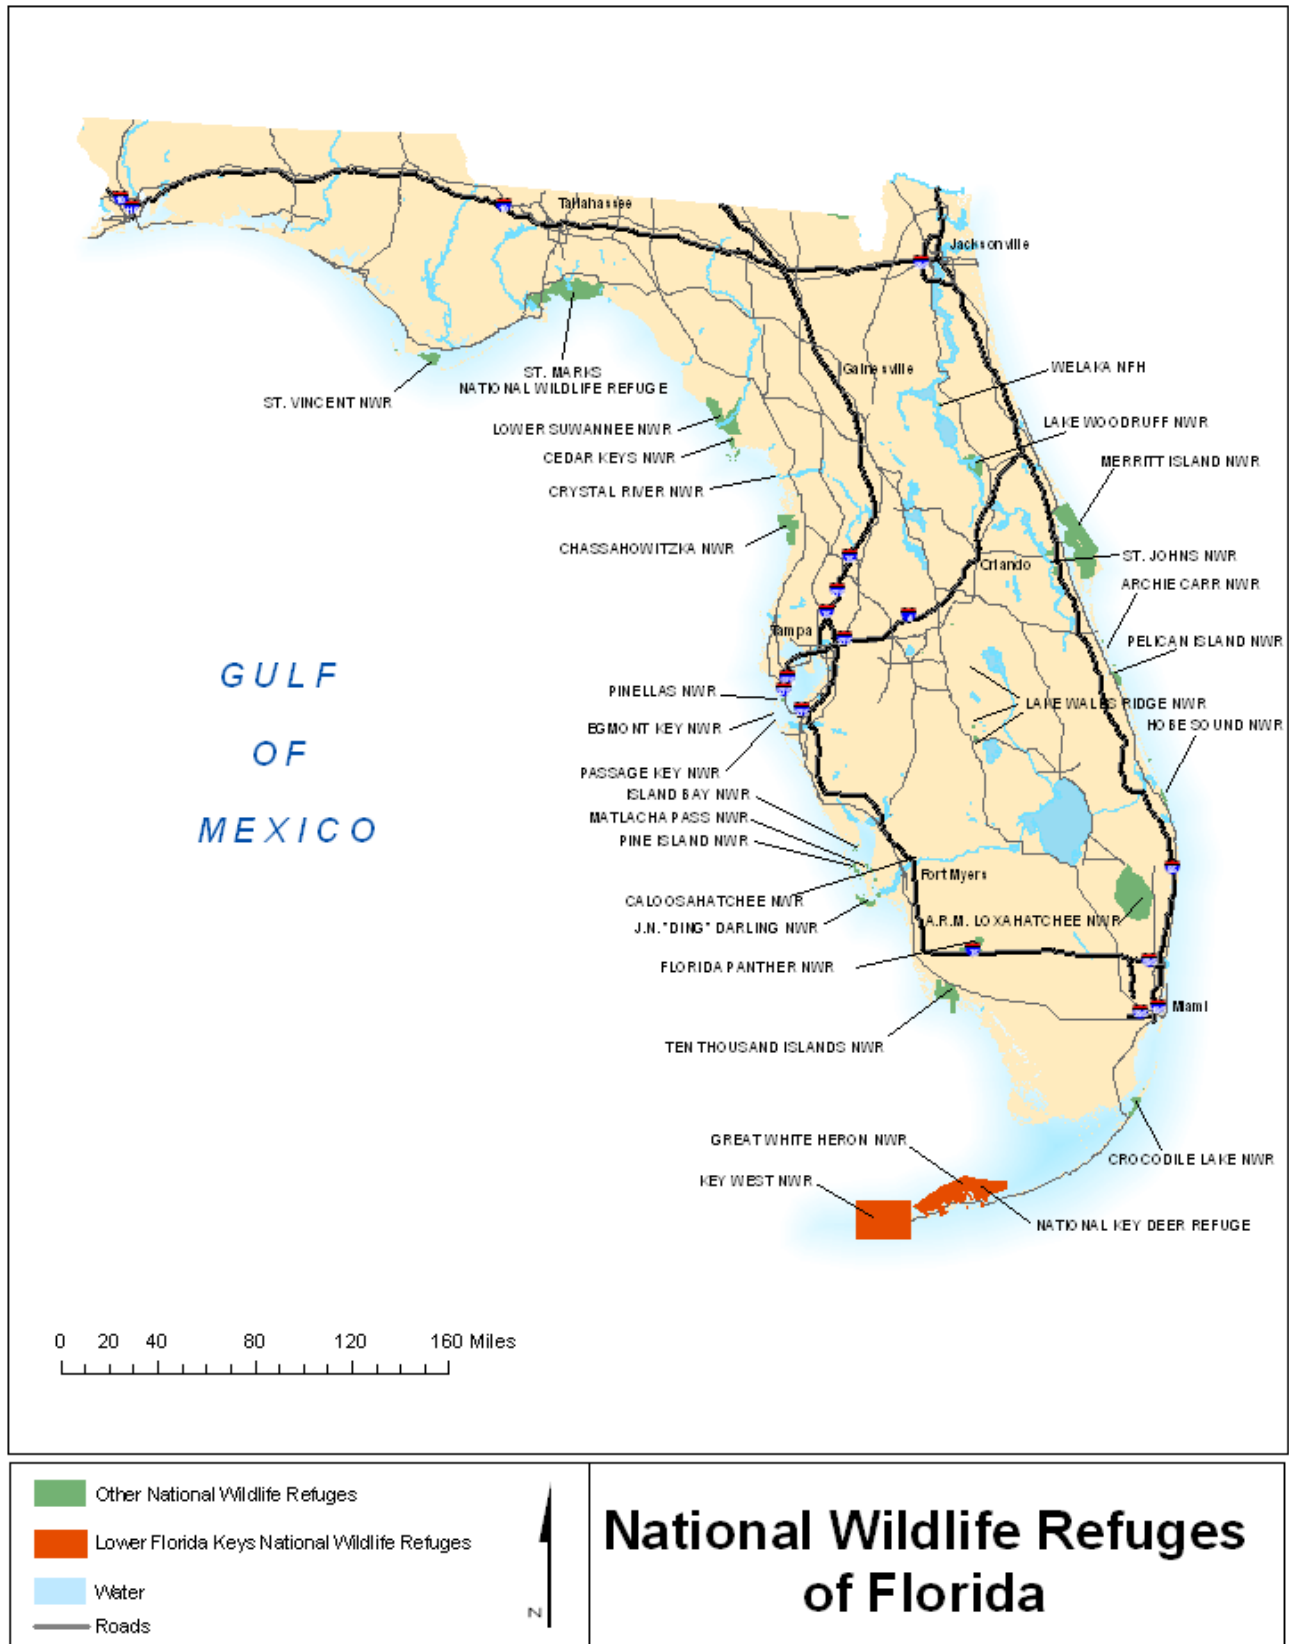 Tallahassee
Jacksonville
Gainesville
WELAKA NFH
ST. MARKS
NATIONAL WILDLIFE REFUGE
ST. VINCENT NWR
LOWER SUWANNEE NWR
LAKE WOODRUFF NWR
CEDAR KEYS NWR
MERRITT ISLAND NWR
CRYSTAL RIVER NWR
CHASSAHOWITZKA NWR
ST. JOHNS NWR
Orlando
ARCHIE CARR NWR
Tampa
PELICAN ISLAND NWR
GULF
OF
MEXICO
PINELLAS NWR
LAKE WALES RIDGE NWR
EGMONT KEY NWR
HOBE SOUND NWR
PASSAGE KEY NWR
ISLAND BAY NWR
MATLACHA PASS NWR
PINE ISLAND NWR
Fort Myers
CALOOSAHATCHEE NWR
A.R.M. LOXAHATCHEE NWR
J.N. "DING" DARLING NWR
FLORIDA PANTHER NWR
Miami
TEN THOUSAND ISLANDS NWR
GREAT WHITE HERON NWR
CROCODILE LAKE NWR
KEY WEST NWR
NATIONAL KEY DEER REFUGE
0 20 40 80 120 160 Miles
Other National Wildlife Refuges
Lower Florida Keys National Wildlife Refuges
Water
Roads
N
National Wildlife Refuges
of Florida